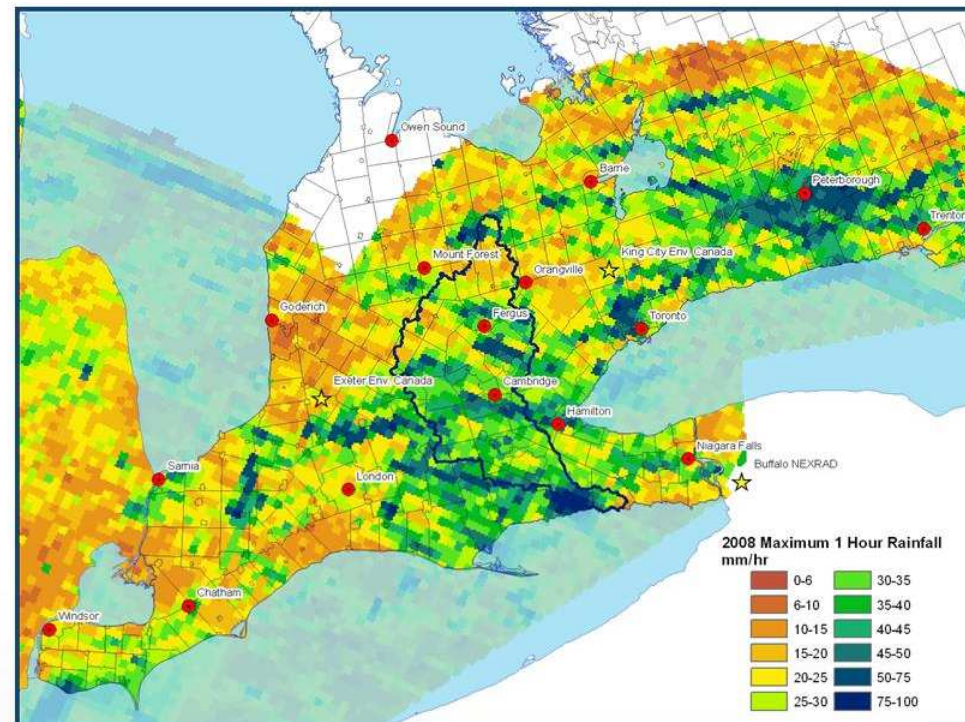 Owen Sound
Barrie
Peterborough
Trenton
King City Env. Canada
Mount Forest
Orangville
Goderich
Fergus
Toronto
Exeter Env. Canada
Cambridge
Hamilton
Niagara Falls
Buffalo NEXRAD
Sarnia
London
Chatham
Windsor
2008 Maximum 1 Hour Rainfall
mm/hr
0-6
6-10
10-15
15-20
20-25
25-30
30-35
35-40
40-45
45-50
50-75
75-100